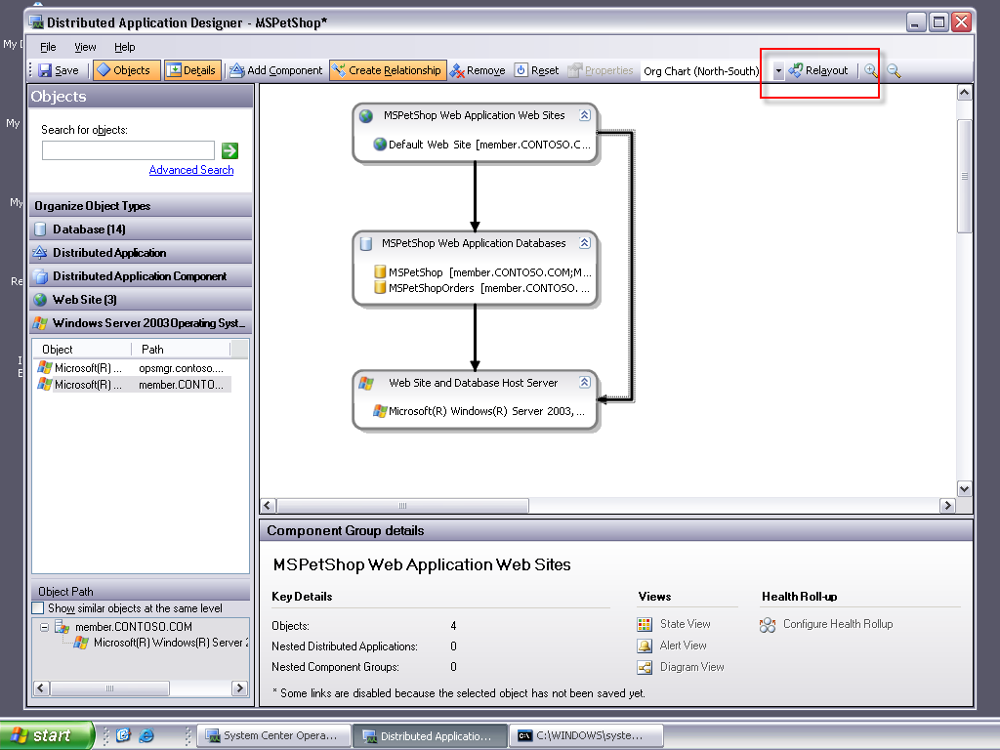 Distributed Application Designer - MSPetShop*
File View Help
Save Objects Details Add Component Create Relationship Remove Reset Properties Org Chart (North-South) Relayout
Objects
Search for objects:
Advanced Search
Organize Object Types
Database (14)
Distributed Application
Distributed Application Component
Web Site (3)
Windows Server 2003 Operating Syst...
Object Path
Microsoft(R) ... opsmgr.contoso....
Microsoft(R) ... member.CONTO...
Object Path
Show similar objects at the same level
member.CONTOSO.COM
Microsoft(R) Windows(R) Server
MSPetShop Web Application Web Sites
Default Web Site [member.CONTOSO.C...
MSPetShop Web Application Databases
MSPetShop [member.CONTOSO.COM;M...
MSPetShopOrders [member.CONTOSO. ...
Web Site and Database Host Server
Microsoft(R) Windows(R) Server 2003, ...
Component Group details
MSPetShop Web Application Web Sites
Key Details
Objects: 4
Nested Distributed Applications: 0
Nested Component Groups: 0
Views
State View
Alert View
Diagram View
Health Roll-up
Configure Health Rollup
* Some links are disabled because the selected object has not been saved yet.
My
My
My
Re
start
System Center Opera...
Distributed Applicatio...
C:\WINDOWS\syste...